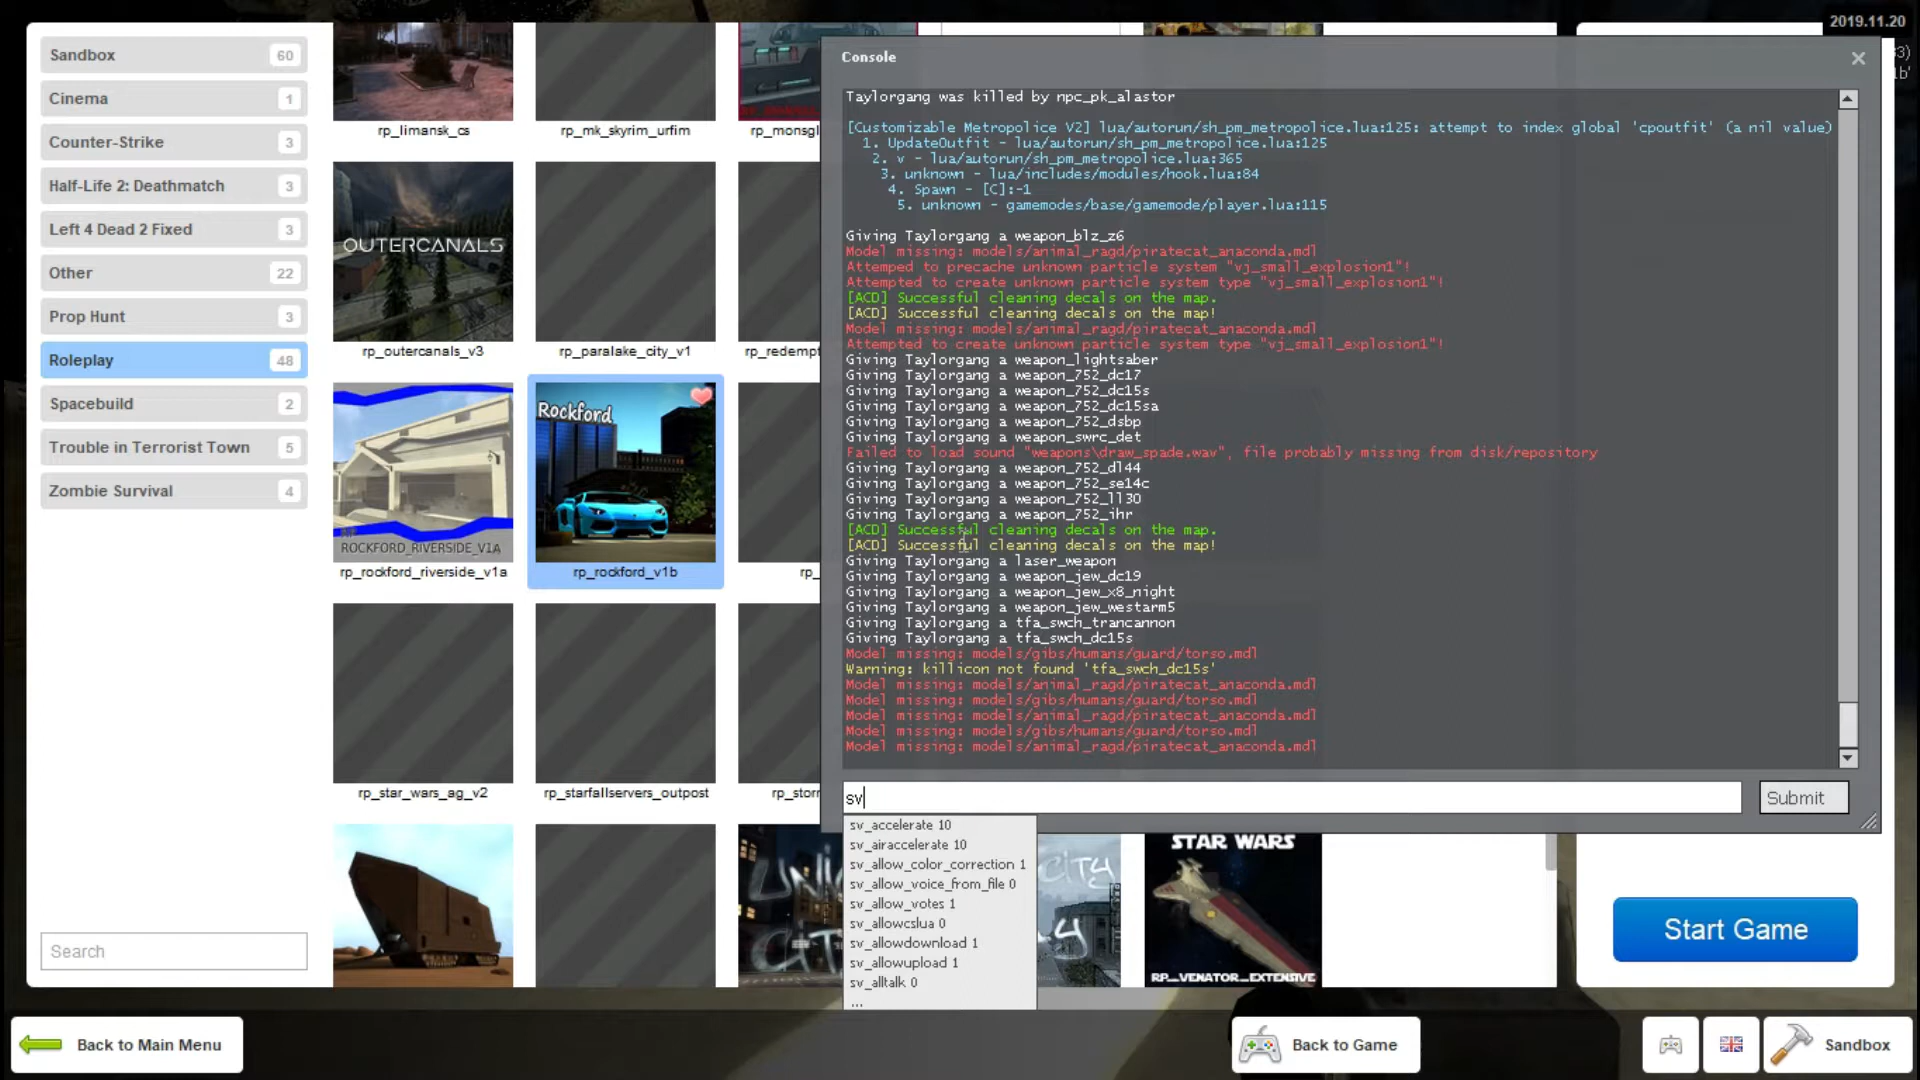 2019.11.20
Sandbox 60
Cinema 1
Counter-Strike 3
Half-Life 2: Deathmatch 3
Left 4 Dead 2 Fixed 3
Other 22
Prop Hunt 3
Roleplay 48
Spacebuild 2
Trouble in Terrorist Town 5
Zombie Survival 4
Search
rp_limansk_cs
rp_mk_skyrim_urfim
rp_monsgl
OUTERCANALS
rp_outercanals_v3
rp_paralake_city_v1
rp_redempt
ROCKFORD_RIVERSIDE_V1A
rp_rockford_riverside_v1a
Rockford
rp_rockford_v1b
rp_
rp_star_wars_ag_v2
rp_starfallservers_outpost
rp_storr
STAR WARS
RP_VENATOR_EXTENSIVE
Console
Taylorgang was killed by npc_pk_alastor
[Customizable Metropolice V2] lua/autorun/sh_pm_metropolice.lua:125: attempt to index global 'cpoutfit' (a nil value)
1. UpdateOutfit - lua/autorun/sh_pm_metropolice.lua:125
2. v - lua/autorun/sh_pm_metropolice.lua:365
3. unknown - lua/includes/modules/hook.lua:84
4. Spawn - [C]:-1
5. unknown - gamemodes/base/gamemode/player.lua:115
Giving Taylorgang a weapon_blz_z6
Model missing: models/animal_ragd/piratecat_anaconda.mdl
Attemped to precache unknown particle system "vj_small_explosion1"!
Attempted to create unknown particle system type "vj_small_explosion1"!
[ACD] Successful cleaning decals on the map.
[ACD] Successful cleaning decals on the map!
Model missing: models/animal_ragd/piratecat_anaconda.mdl
Attempted to create unknown particle system type "vj_small_explosion1"!
Giving Taylorgang a weapon_lightsaber
Giving Taylorgang a weapon_752_dc17
Giving Taylorgang a weapon_752_dc15s
Giving Taylorgang a weapon_752_dc15sa
Giving Taylorgang a weapon_752_dsbp
Giving Taylorgang a weapon_swrc_det
Failed to load sound "weapons\draw_spade.wav", file probably missing from disk/repository
Giving Taylorgang a weapon_752_dl44
Giving Taylorgang a weapon_752_se14c
Giving Taylorgang a weapon_752_ll30
Giving Taylorgang a weapon_752_ihr
[ACD] Successful cleaning decals on the map.
[ACD] Successful cleaning decals on the map!
Giving Taylorgang a laser_weapon
Giving Taylorgang a weapon_jew_dc19
Giving Taylorgang a weapon_jew_x8_night
Giving Taylorgang a weapon_jew_westarm5
Giving Taylorgang a tfa_swch_trancannon
Giving Taylorgang a tfa_swch_dc15s
Model missing: models/gibs/humans/guard/torso.mdl
Warning: killicon not found 'tfa_swch_dc15s'
Model missing: models/animal_ragd/piratecat_anaconda.mdl
Model missing: models/gibs/humans/guard/torso.mdl
Model missing: models/animal_ragd/piratecat_anaconda.mdl
Model missing: models/gibs/humans/guard/torso.mdl
Model missing: models/animal_ragd/piratecat_anaconda.mdl
sv
Submit
sv_accelerate 10
sv_airaccelerate 10
sv_allow_color_correction 1
sv_allow_voice_from_file 0
sv_allow_votes 1
sv_allowcslua 0
sv_allowdownload 1
sv_allowupload 1
sv_alltalk 0
...
Start Game
Back to Main Menu
Back to Game
Sandbox